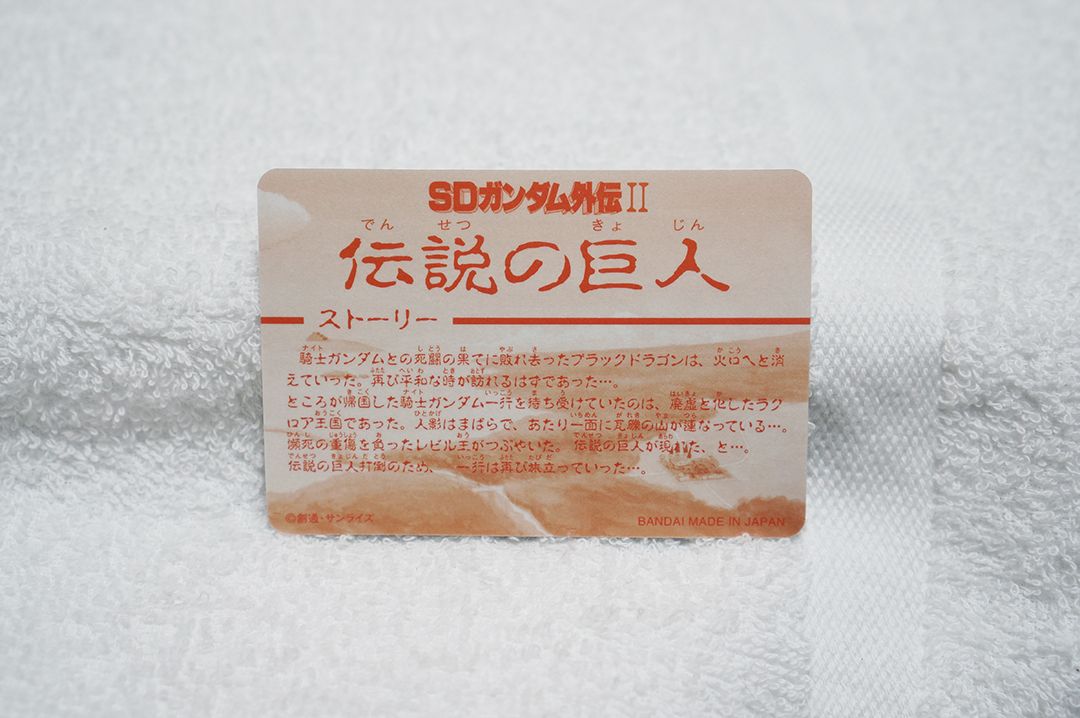 SDガンダム外伝II
でん せつ きょ じん
伝説の巨人
ストーリー
騎士ガンダムとの死闘の果てに敗れ去ったブラックドラゴンは、火口へと消
えていった。再び平和な時が訪れるはずであった…。
ところが帰国した騎士ガンダム一行を待ち受けていたのは、廃虚と化したラク
ロア王国であった。人影はまばらで、あたり一面に瓦礫の山が連なっている…。
瀕死の重傷を負ったレビル王がつぶやいた。伝説の巨人が現れた、と…。
伝説の巨人打倒のため、一行は再び旅立っていった…。
©創通・サンライズ
BANDAI MADE IN JAPAN